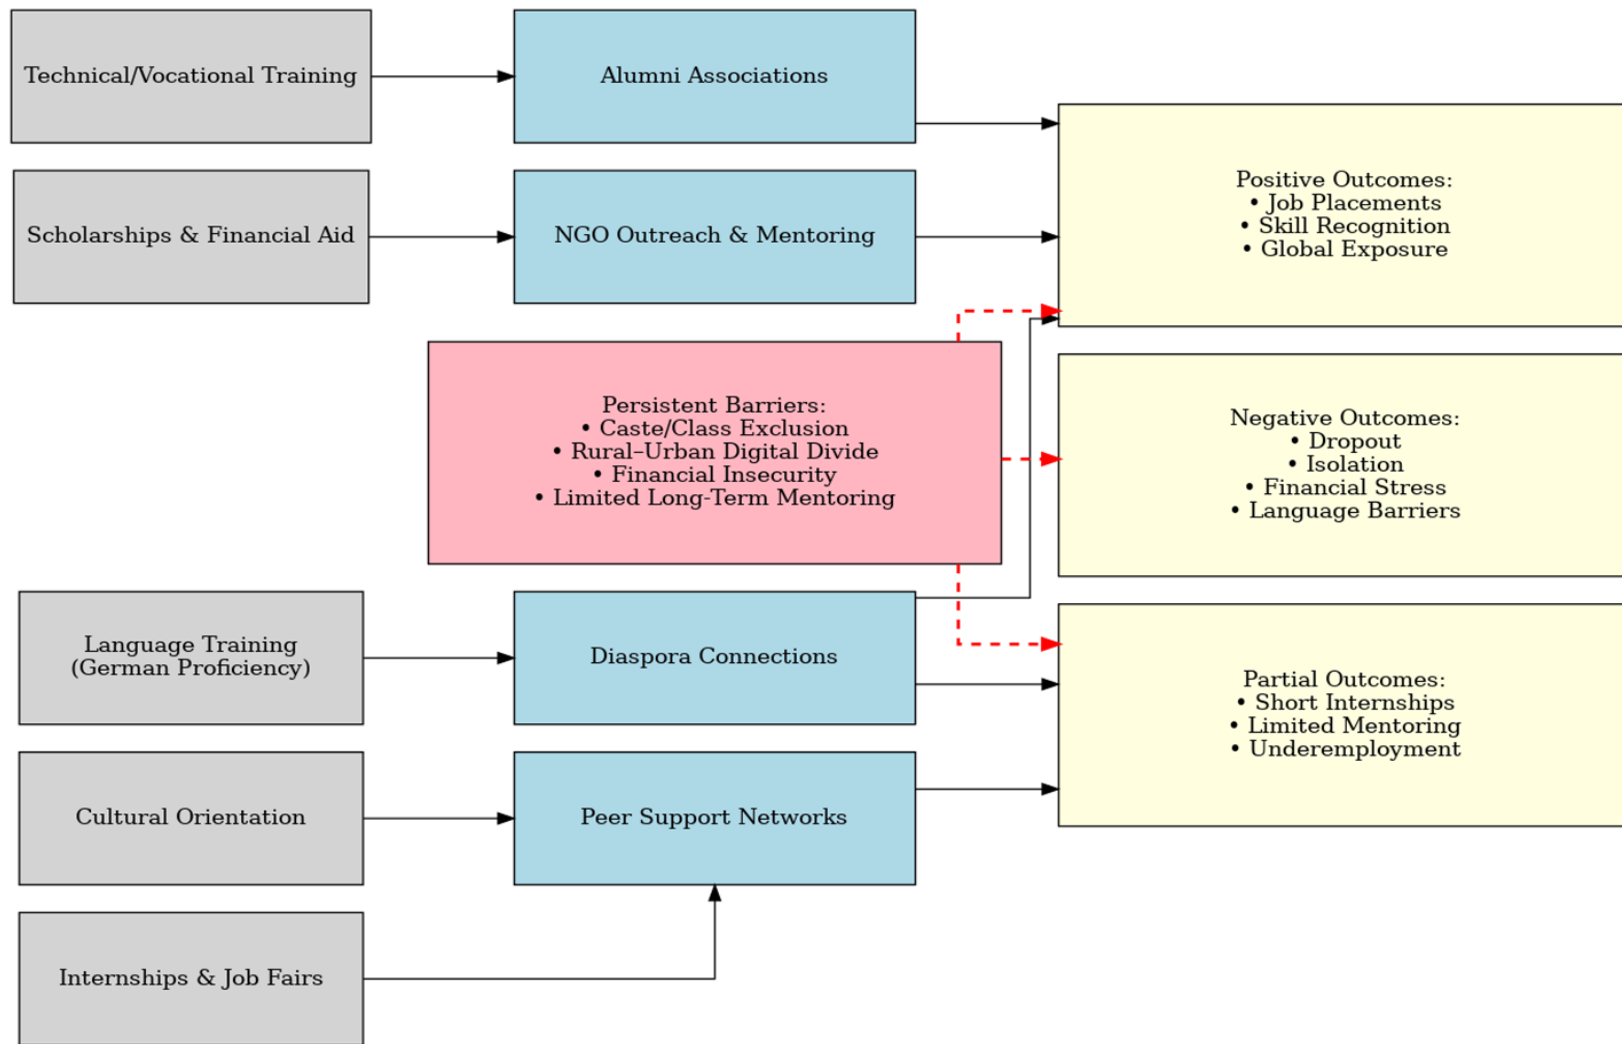 Technical/Vocational Training
Alumni Associations
Scholarships & Financial Aid
NGO Outreach & Mentoring
Positive Outcomes:
• Job Placements
• Skill Recognition
• Global Exposure
Persistent Barriers:
• Caste/Class Exclusion
• Rural–Urban Digital Divide
• Financial Insecurity
• Limited Long-Term Mentoring
Negative Outcomes:
• Dropout
• Isolation
• Financial Stress
• Language Barriers
Language Training
(German Proficiency)
Diaspora Connections
Partial Outcomes:
• Short Internships
• Limited Mentoring
• Underemployment
Cultural Orientation
Peer Support Networks
Internships & Job Fairs